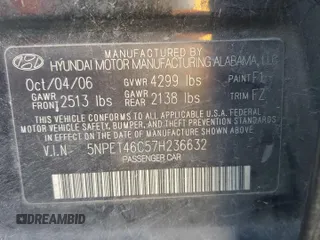 MANUFACTURED BY
HYUNDAI MOTOR MANUFACTURING ALABAMA, LLC
Oct/04/06 GVWR 4299 lbs PAINT
GAWR FRONT 2513 lbs GAWR REAR 2138 lbs TRIM FZ
THIS VEHICLE CONFORMS TO ALL APPLICABLE U.S.A. FEDERAL
MOTOR VEHICLE SAFETY, BUMPER, AND THEFT PREVENTION
STANDARDS IN EFFECT ON THE DATE OF MANUFACTURE SHOWN ABOVE.
V.I.N. 5NPET46C57H236632
PASSENGER CAR
© DREAMBID